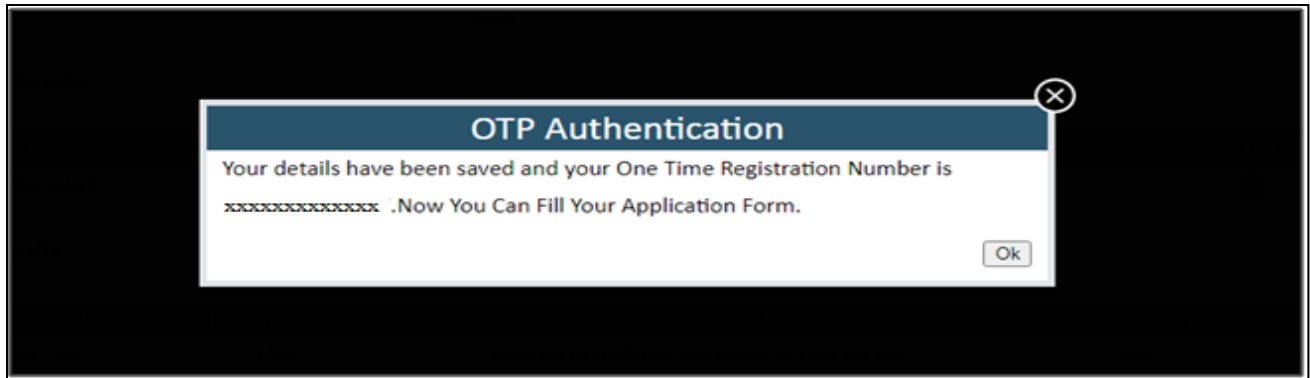 OTP Authentication
Your details have been saved and your One Time Registration Number is
xxxxxxxxxxxxx .Now You Can Fill Your Application Form.
Ok